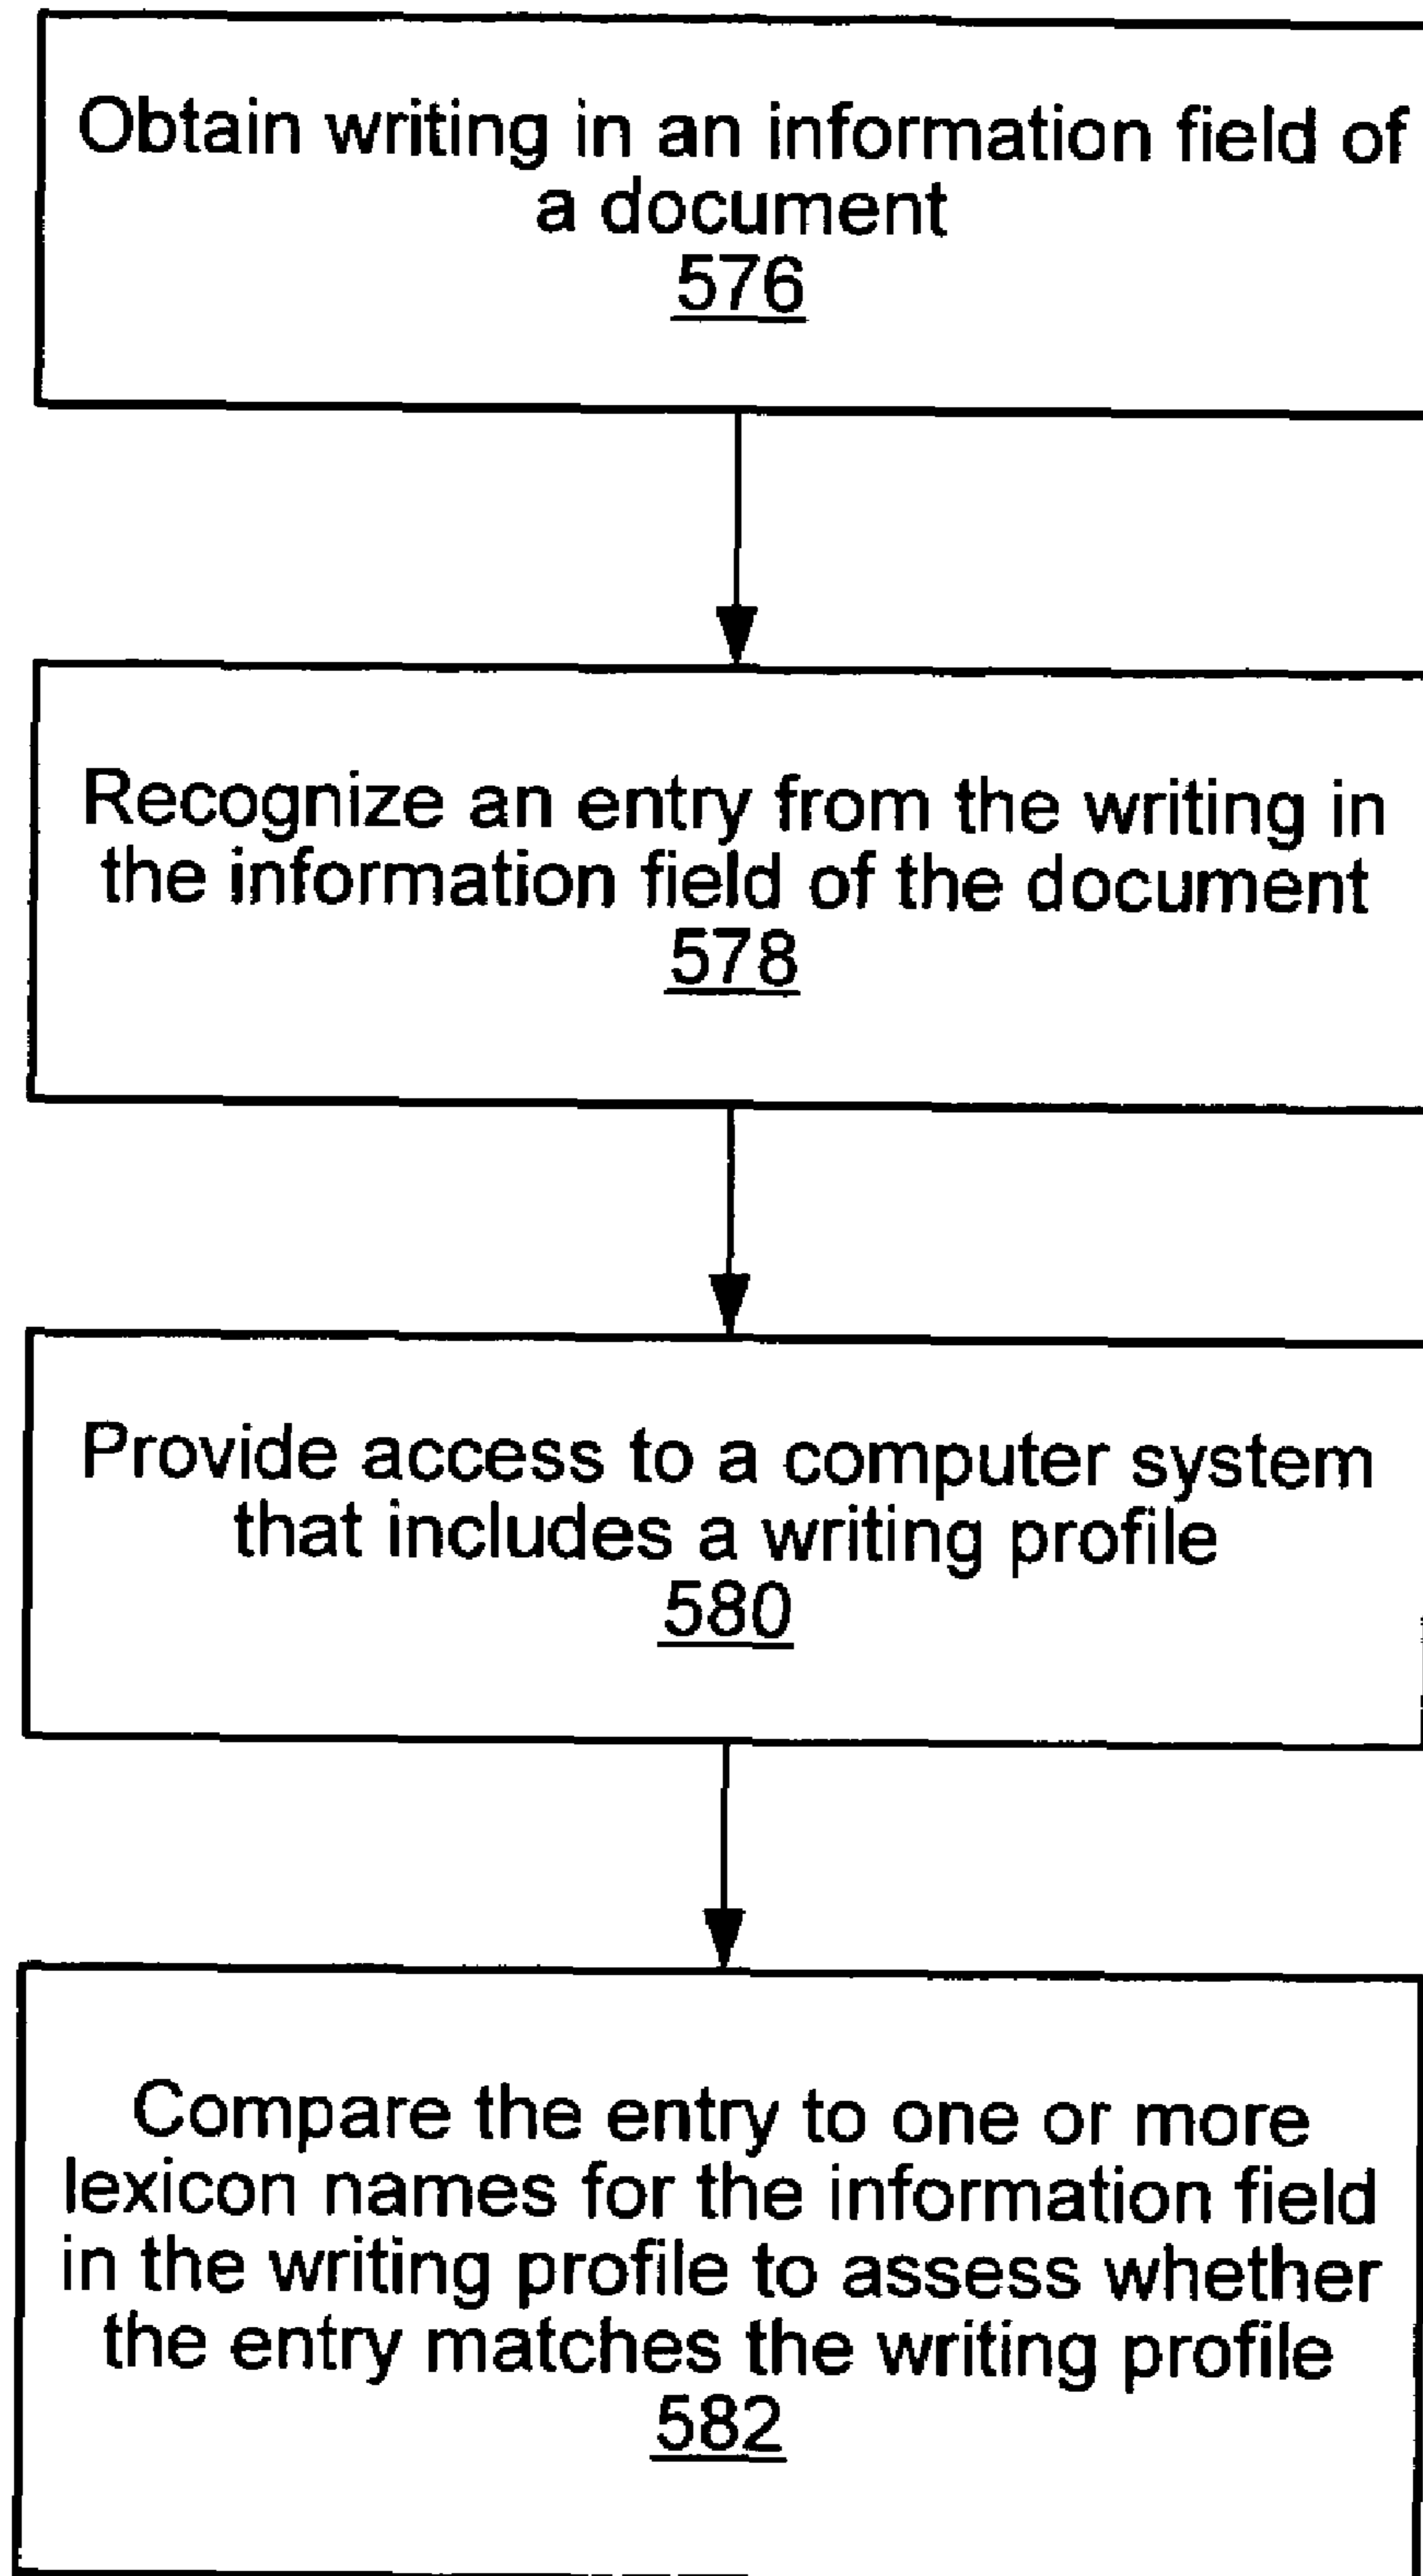 Obtain writing in an information field of
a document
576
Recognize an entry from the writing in
the information field of the document
578
Provide access to a computer system
that includes a writing profile
580
Compare the entry to one or more
lexicon names for the information field
in the writing profile to assess whether
the entry matches the writing profile
582